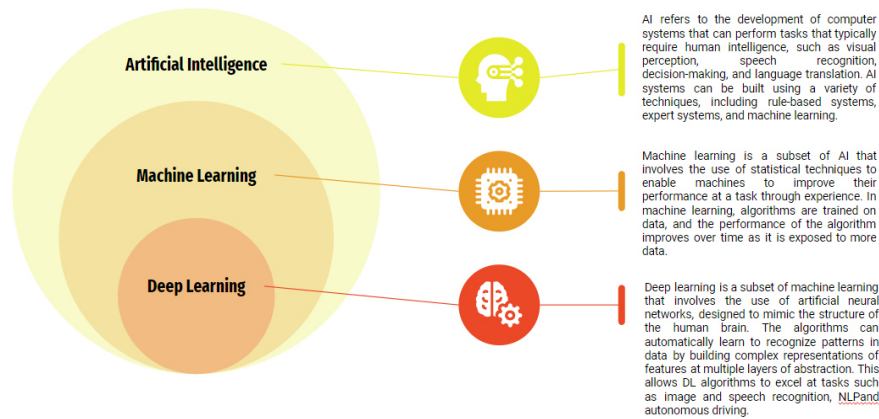 Artificial Intelligence
AI refers to the development of computer
systems that can perform tasks that typically
require human intelligence, such as visual
perception, speech recognition,
decision-making, and language translation. AI
systems can be built using a variety of
techniques, including rule-based systems,
expert systems, and machine learning.
Machine Learning
Machine learning is a subset of AI that
involves the use of statistical techniques to
enable machines to improve their
performance at a task through experience. In
machine learning, algorithms are trained on
data, and the performance of the algorithm
improves over time as it is exposed to more
data.
Deep Learning
Deep learning is a subset of machine learning
that involves the use of artificial neural
networks, designed to mimic the structure of
the human brain. The algorithms can
automatically learn to recognize patterns in
data by building complex representations of
features at multiple layers of abstraction. This
allows DL algorithms to excel at tasks such
as image and speech recognition, NLPand
autonomous driving.